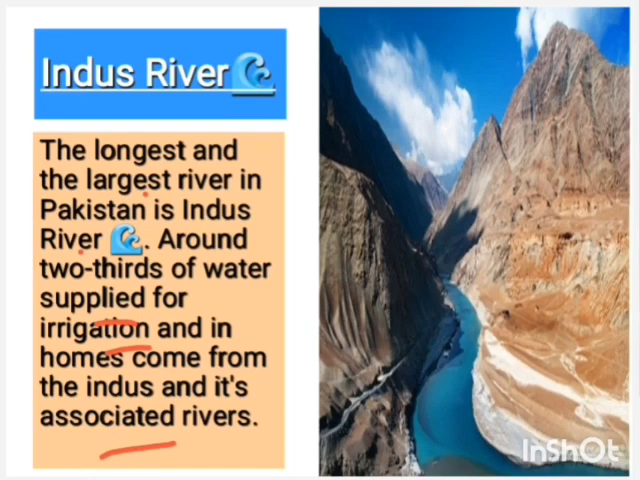 Indus River🌊
The longest and
the largest river in
Pakistan is Indus
River 🌊. Around
two-thirds of water
supplied for
irrigation and in
homes come from
the indus and it's
associated rivers.
InShOt